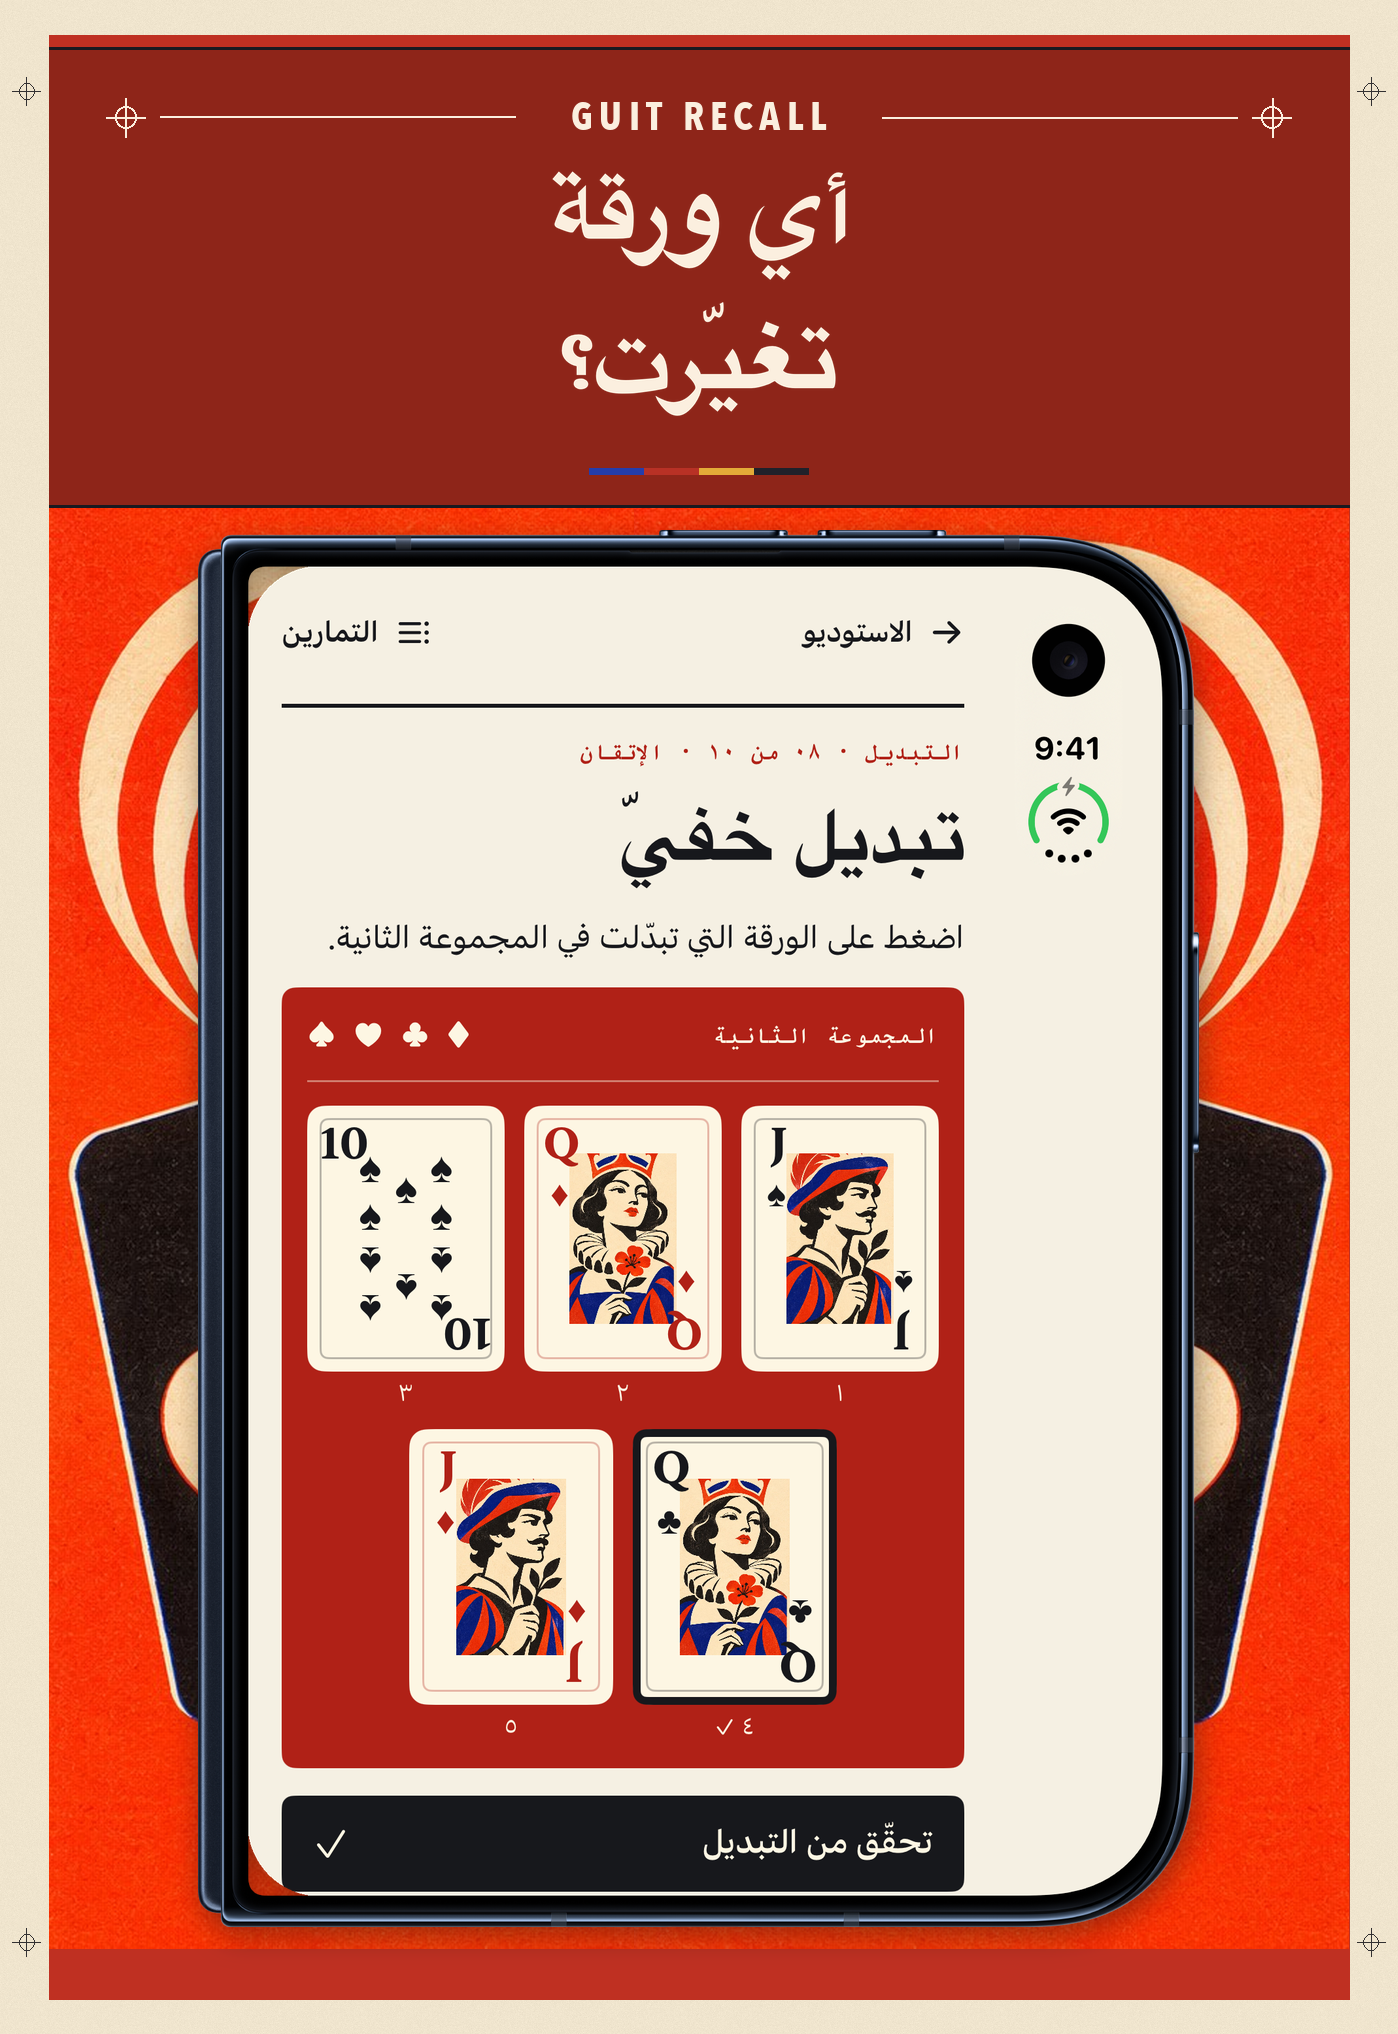 GUIT RECALL
أي ورقة
تغيّرت؟
الاستوديو
التمارين
9:41
التبديل · ٠٨ من ١٠ · الإتقان
تبديل خفيّ
اضغط على الورقة التي تبدّلت في المجموعة الثانية.
المجموعة الثانية
J
J
١
Q
Q
٢
10
10
٣
Q
Q
٤
J
J
٥
تحقّق من التبديل